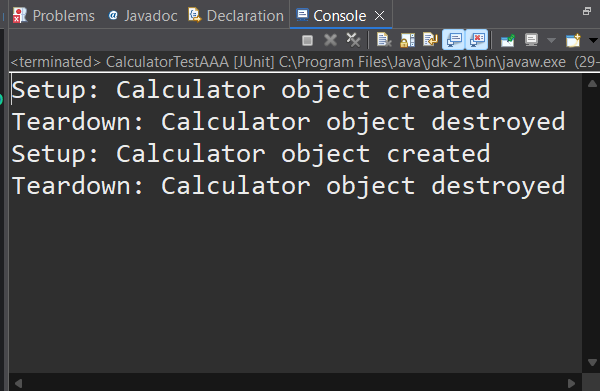 Problems Javadoc Declaration Console
<terminated> CalculatorTestAAA [JUnit] C:\Program Files\Java\jdk-21\bin\javaw.exe (29-
Setup: Calculator object created
Teardown: Calculator object destroyed
Setup: Calculator object created
Teardown: Calculator object destroyed